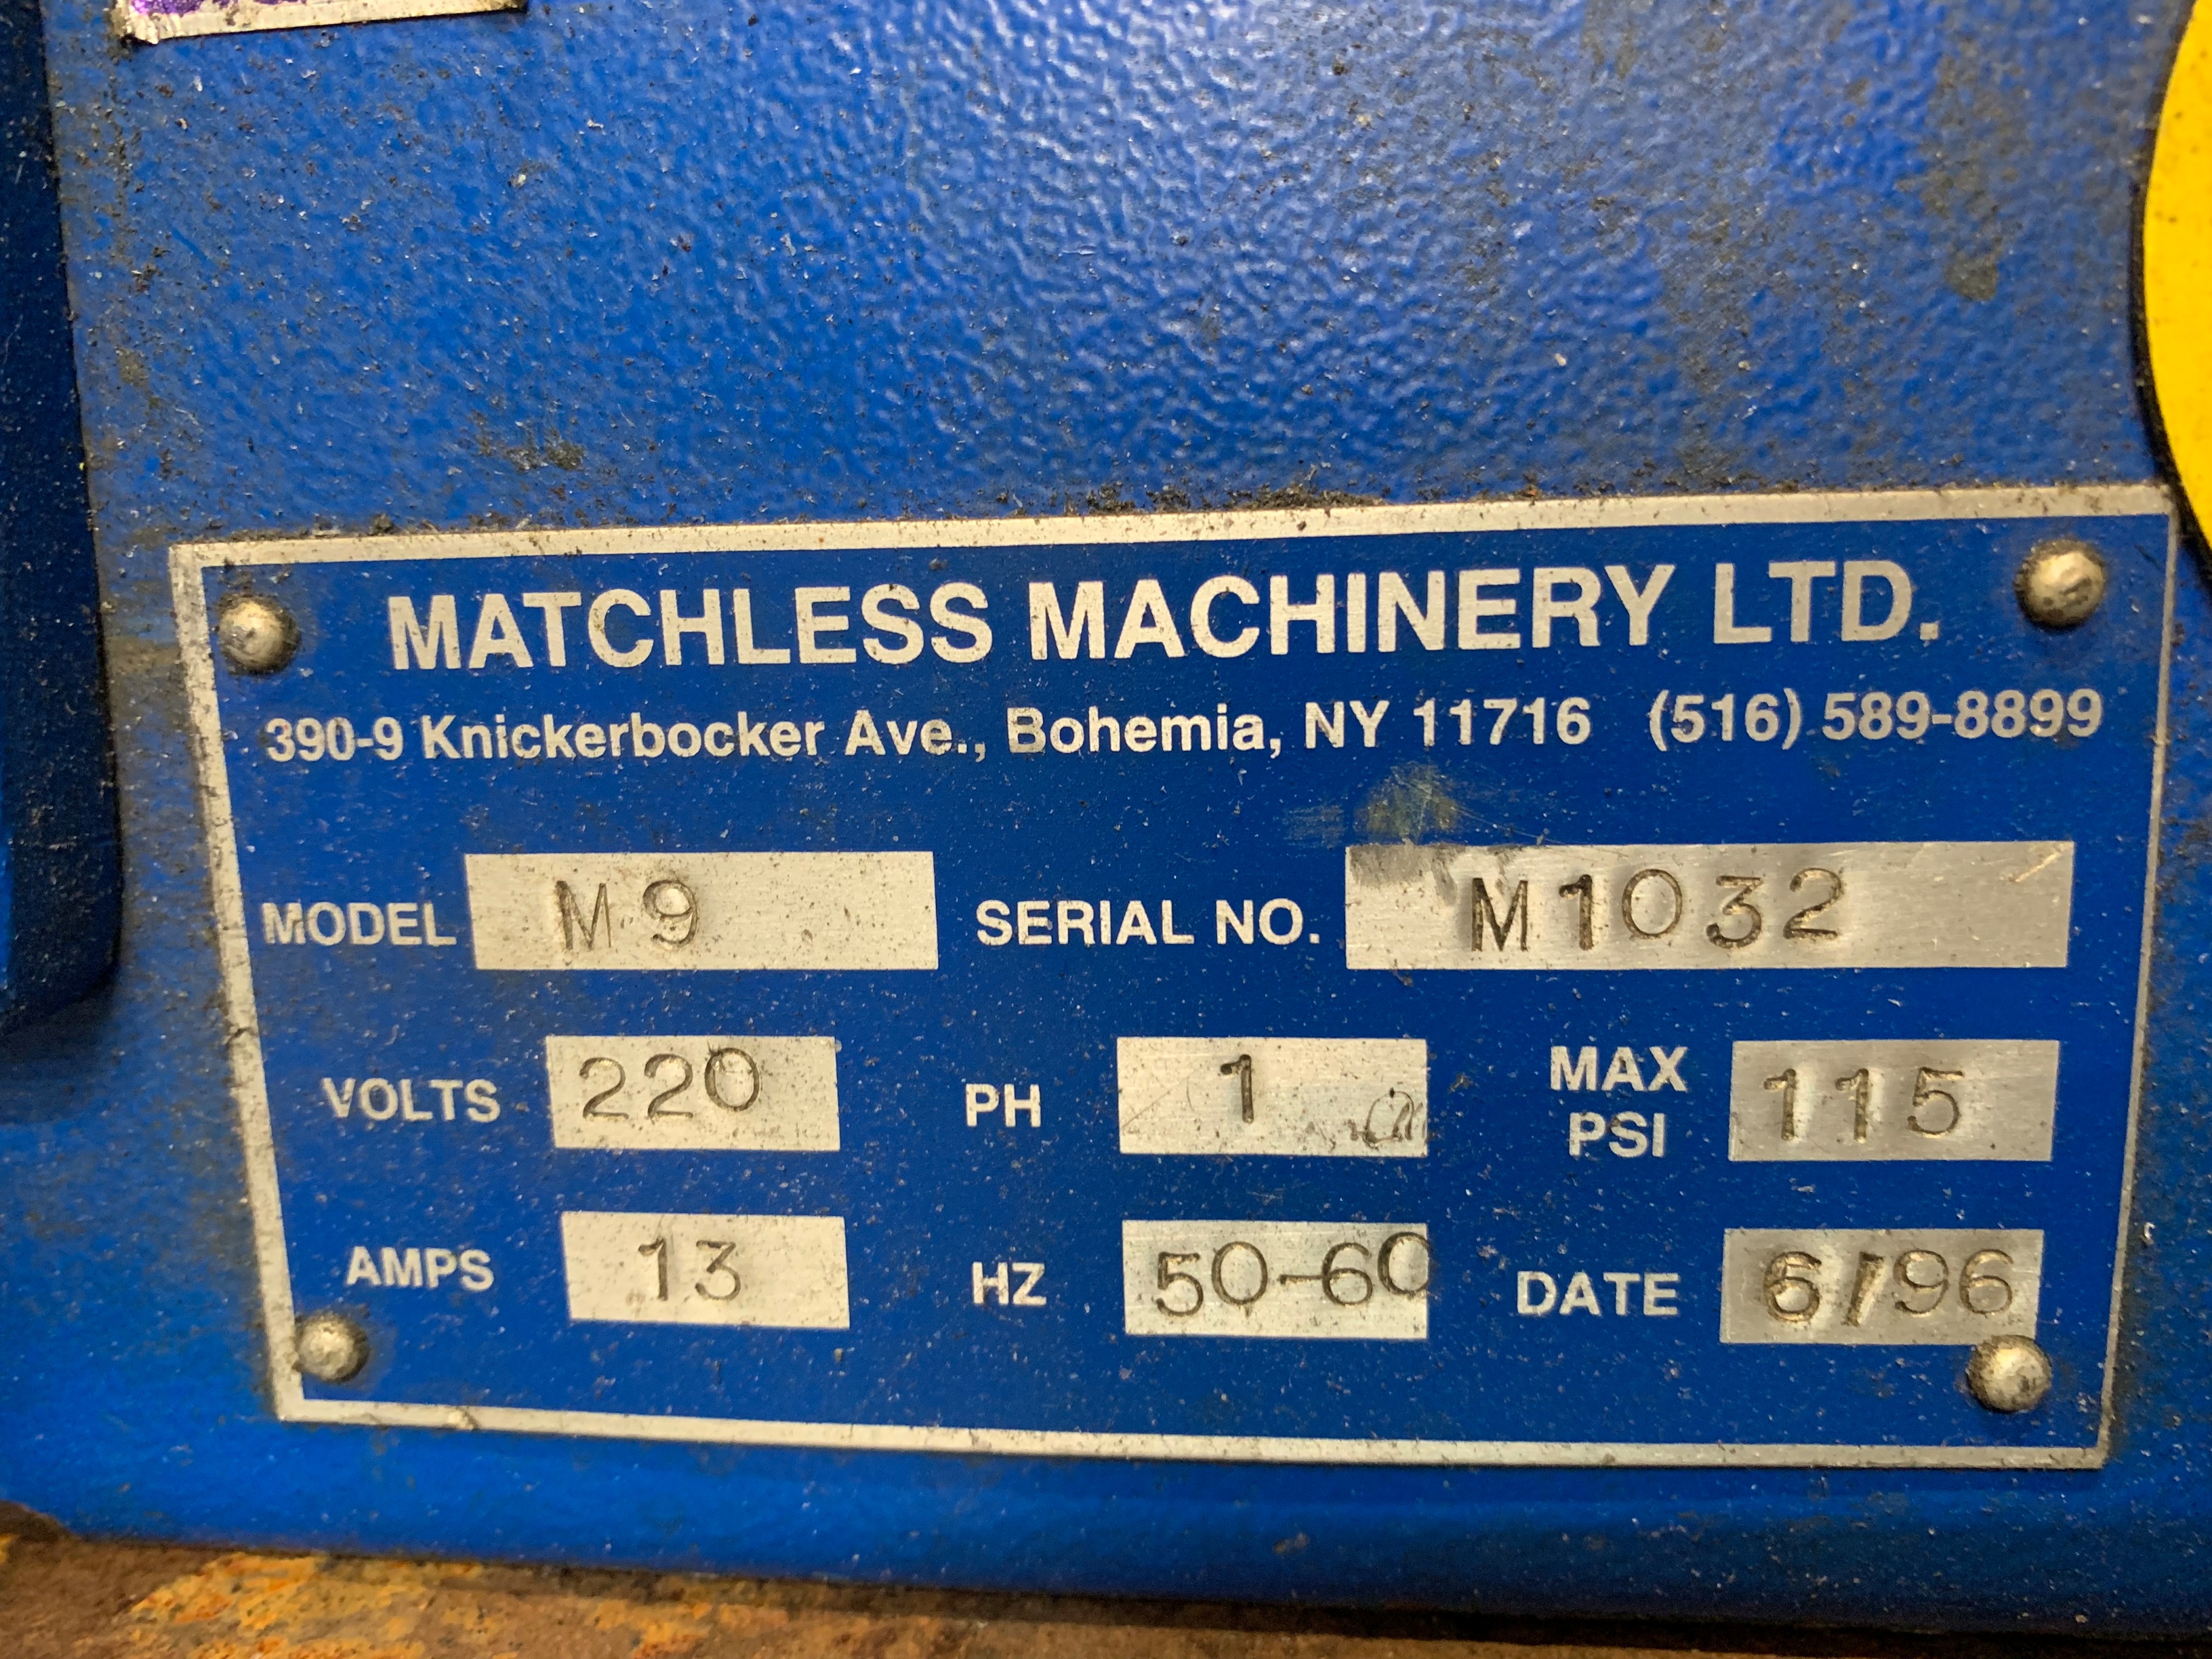 MATCHLESS MACHINERY LTD.
390-9 Knickerbocker Ave., Bohemia, NY 11716 (516) 589-8899
MODEL M9 SERIAL NO. M1032
VOLTS 220 PH 1 MAX PSI 115
AMPS 13 HZ 50-60 DATE 6/96